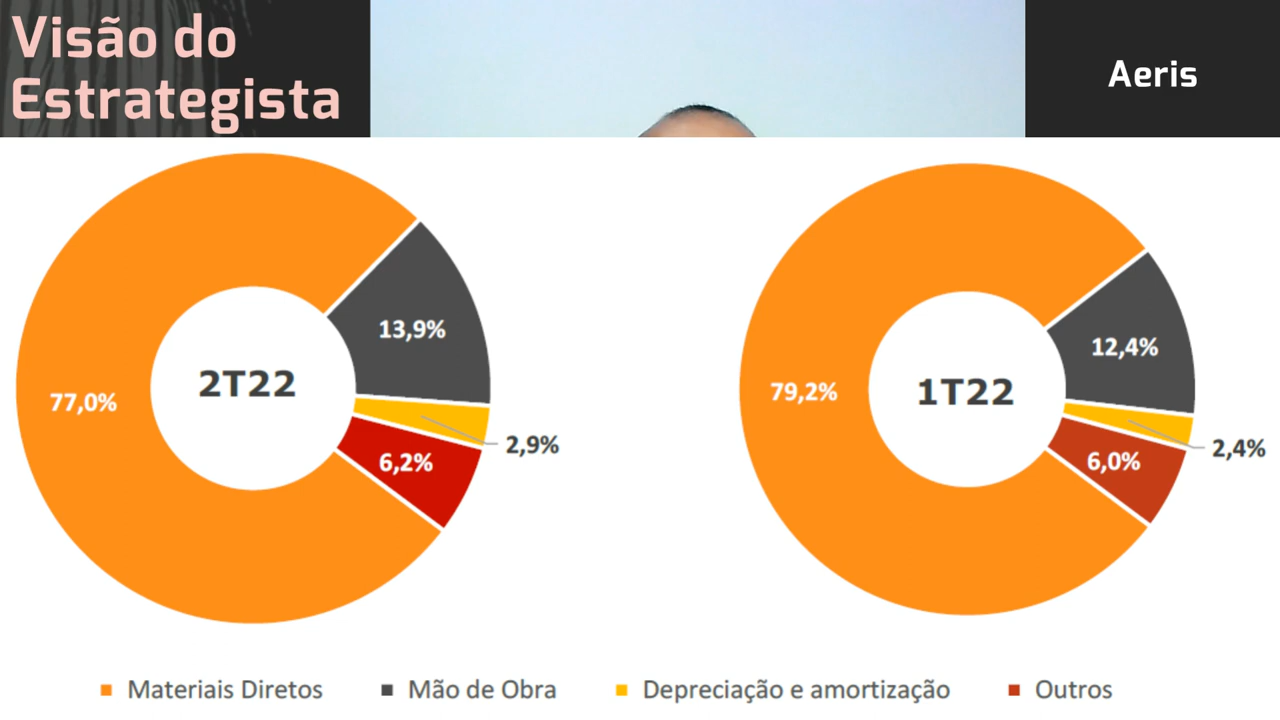 Visão do
Estrategista
Aeris
13,9%
2T22
77,0%
2,9%
6,2%
12,4%
1T22
79,2%
2,4%
6,0%
Materiais Diretos
Mão de Obra
Depreciação e amortização
Outros